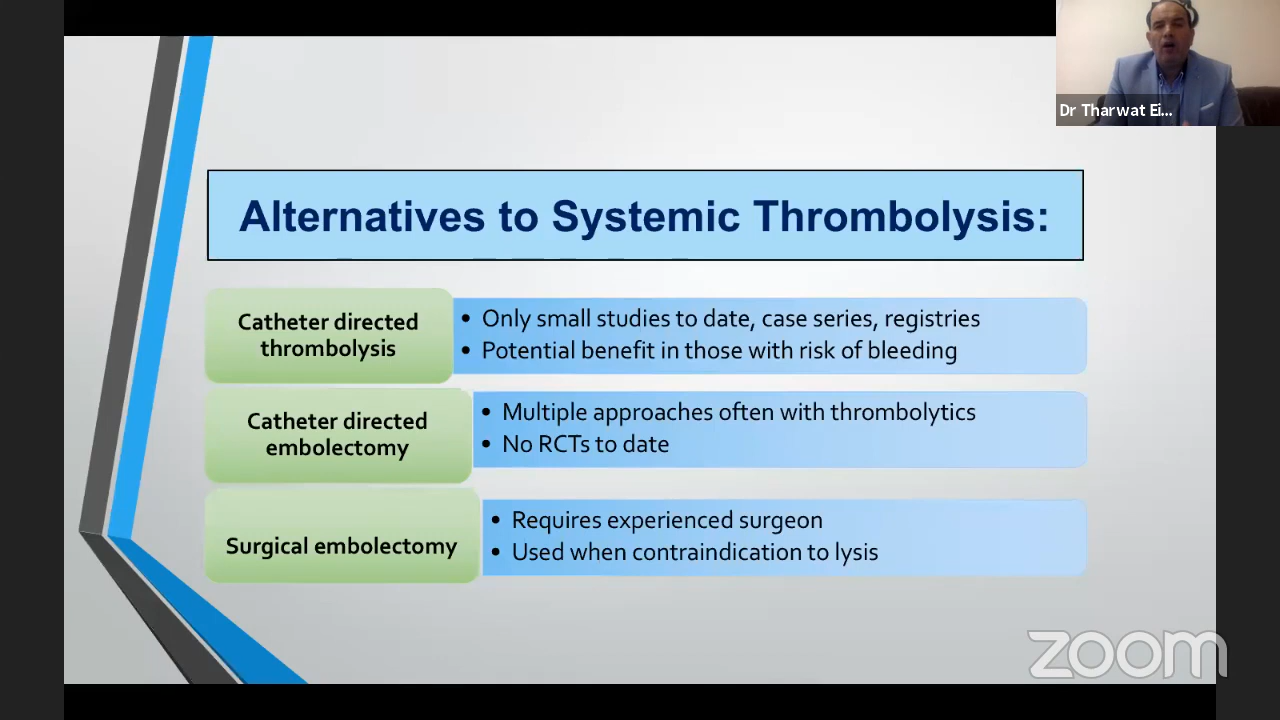 Dr Tharwat Ei...
Alternatives to Systemic Thrombolysis:
Catheter directed
thrombolysis
• Only small studies to date, case series, registries
• Potential benefit in those with risk of bleeding
Catheter directed
embolectomy
• Multiple approaches often with thrombolytics
• No RCTs to date
Surgical embolectomy
• Requires experienced surgeon
• Used when contraindication to lysis
zoom